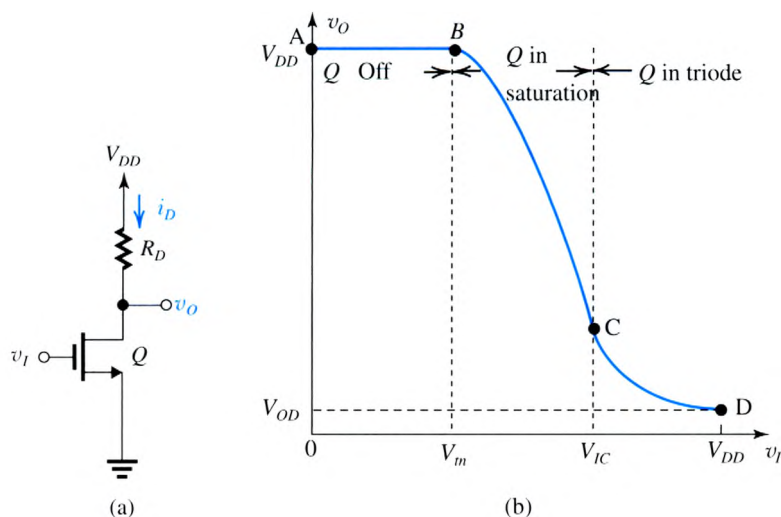 V_DD
i_D
R_D
v_O
v_I
Q
(a)
v_O
A
B
V_DD
Q Off
Q in
saturation
Q in triode
C
V_OD
D
0
V_tn
V_IC
V_DD
v_I
(b)